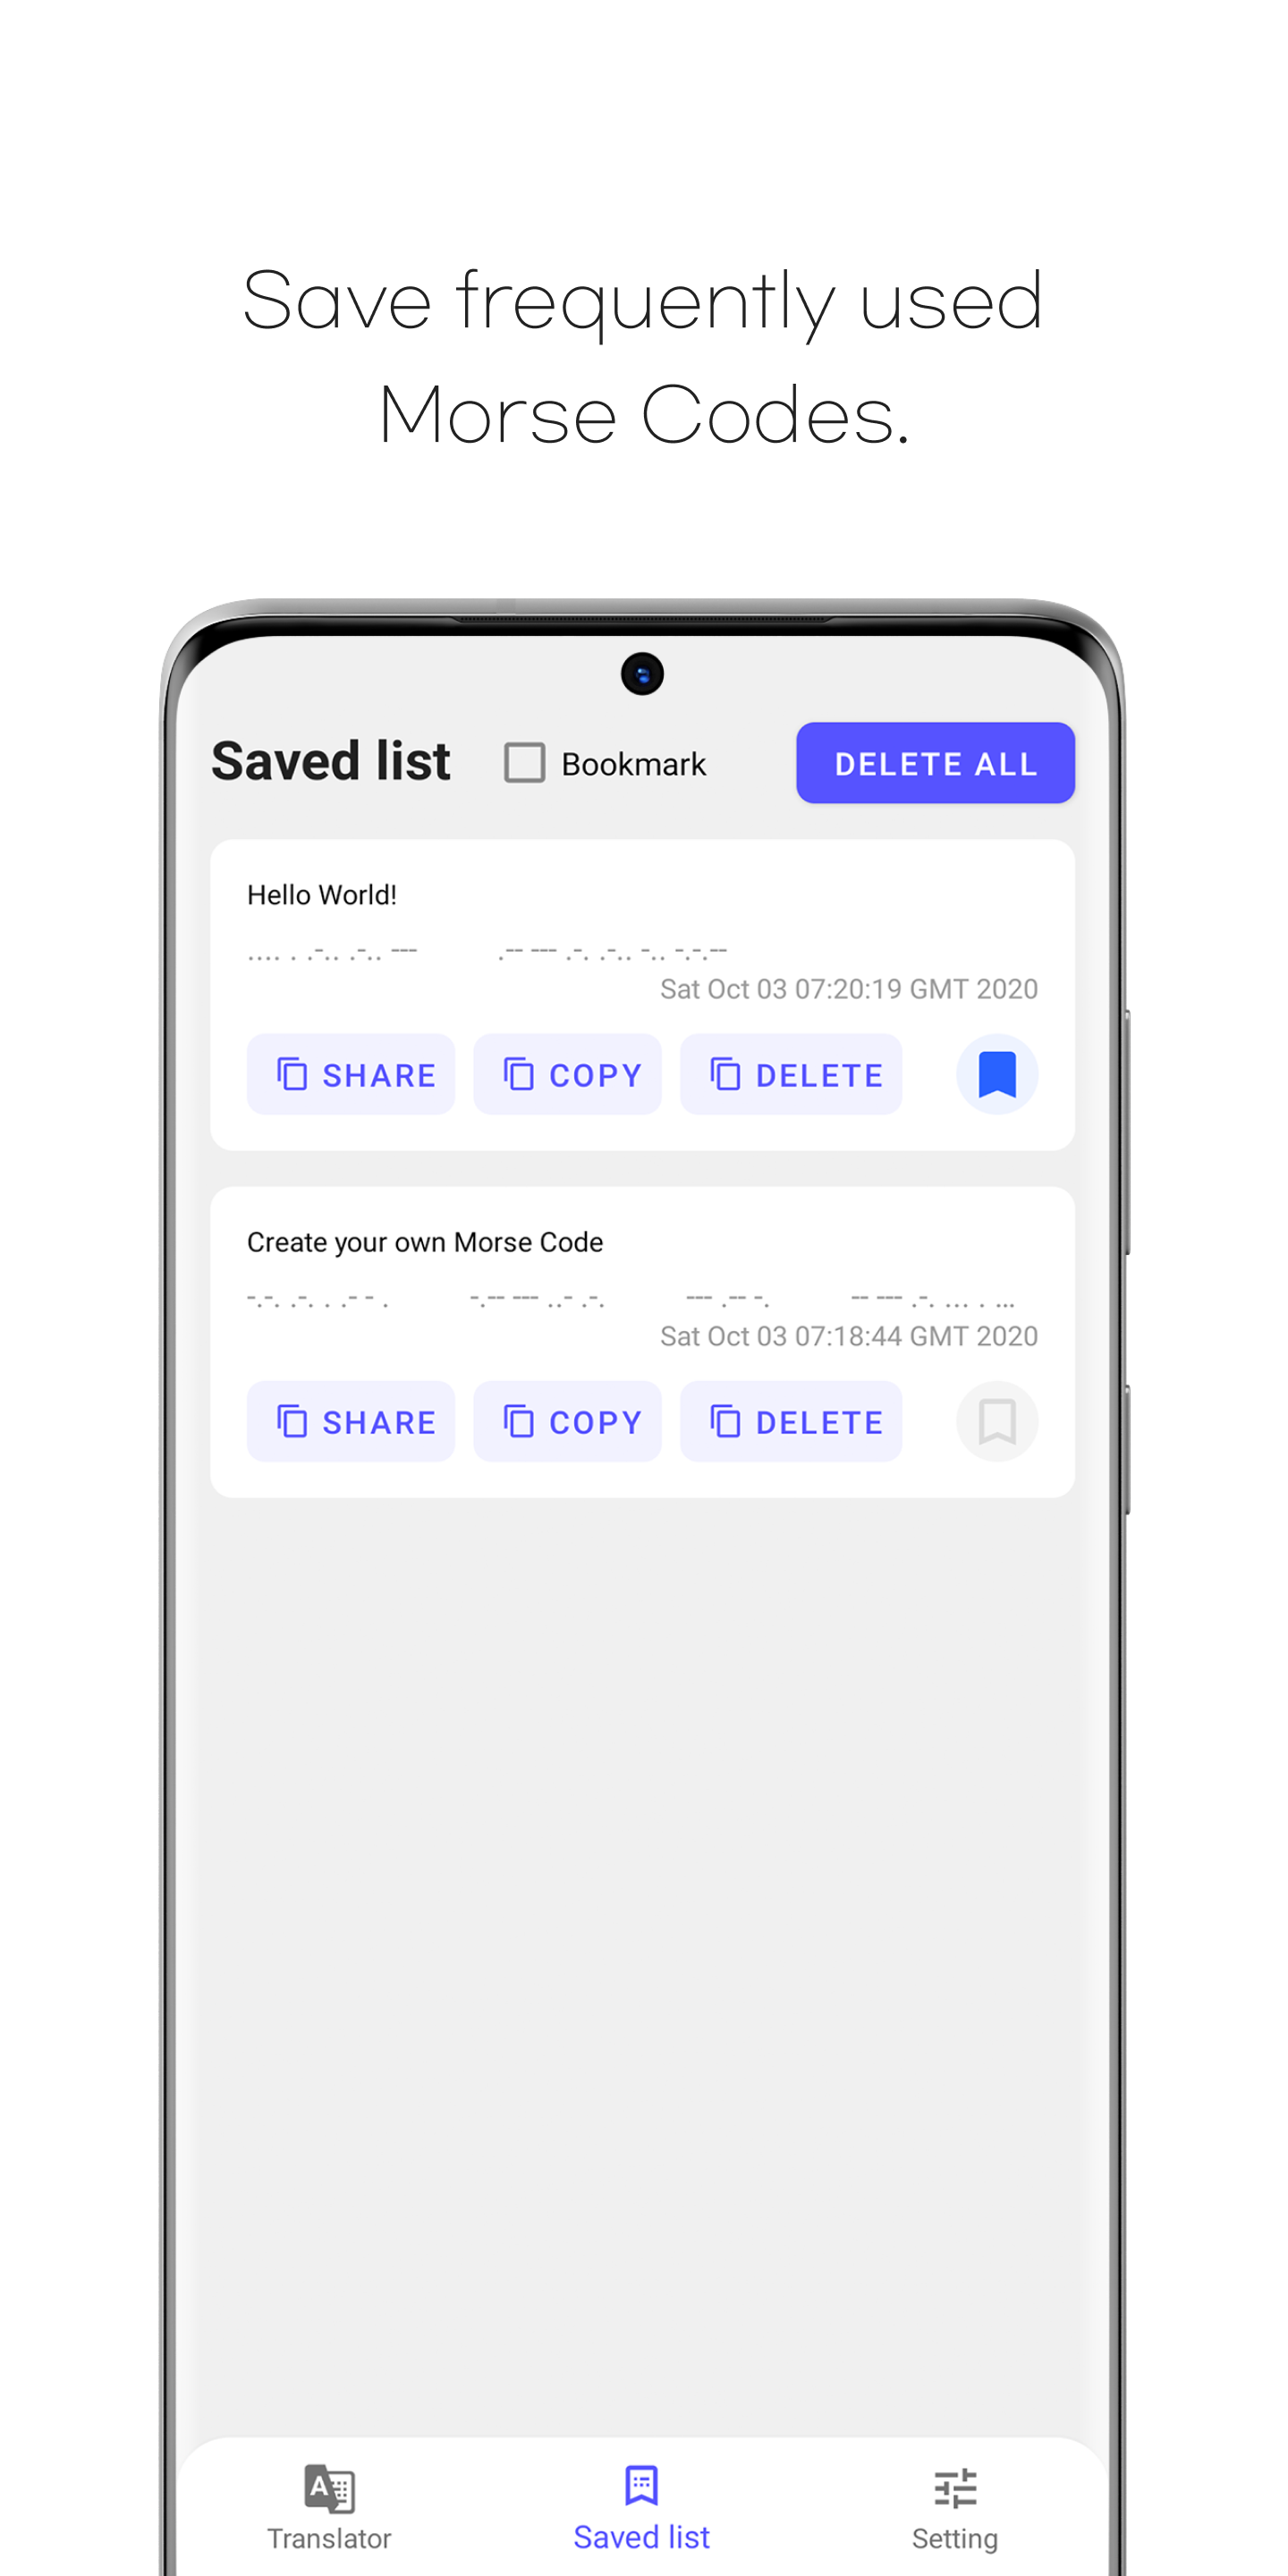 Save frequently used
Morse Codes.
Saved list
Bookmark
DELETE ALL
Hello World!
.... . .-.. .-.. --- .-- --- .-. .-.. -.. -.-.--
Sat Oct 03 07:20:19 GMT 2020
SHARE
COPY
DELETE
Create your own Morse Code
-.-. .-. . .- - . -.-- --- ..- .-. --- .-- -. -- --- .-. ... . ...
Sat Oct 03 07:18:44 GMT 2020
SHARE
COPY
DELETE
Translator
Saved list
Setting